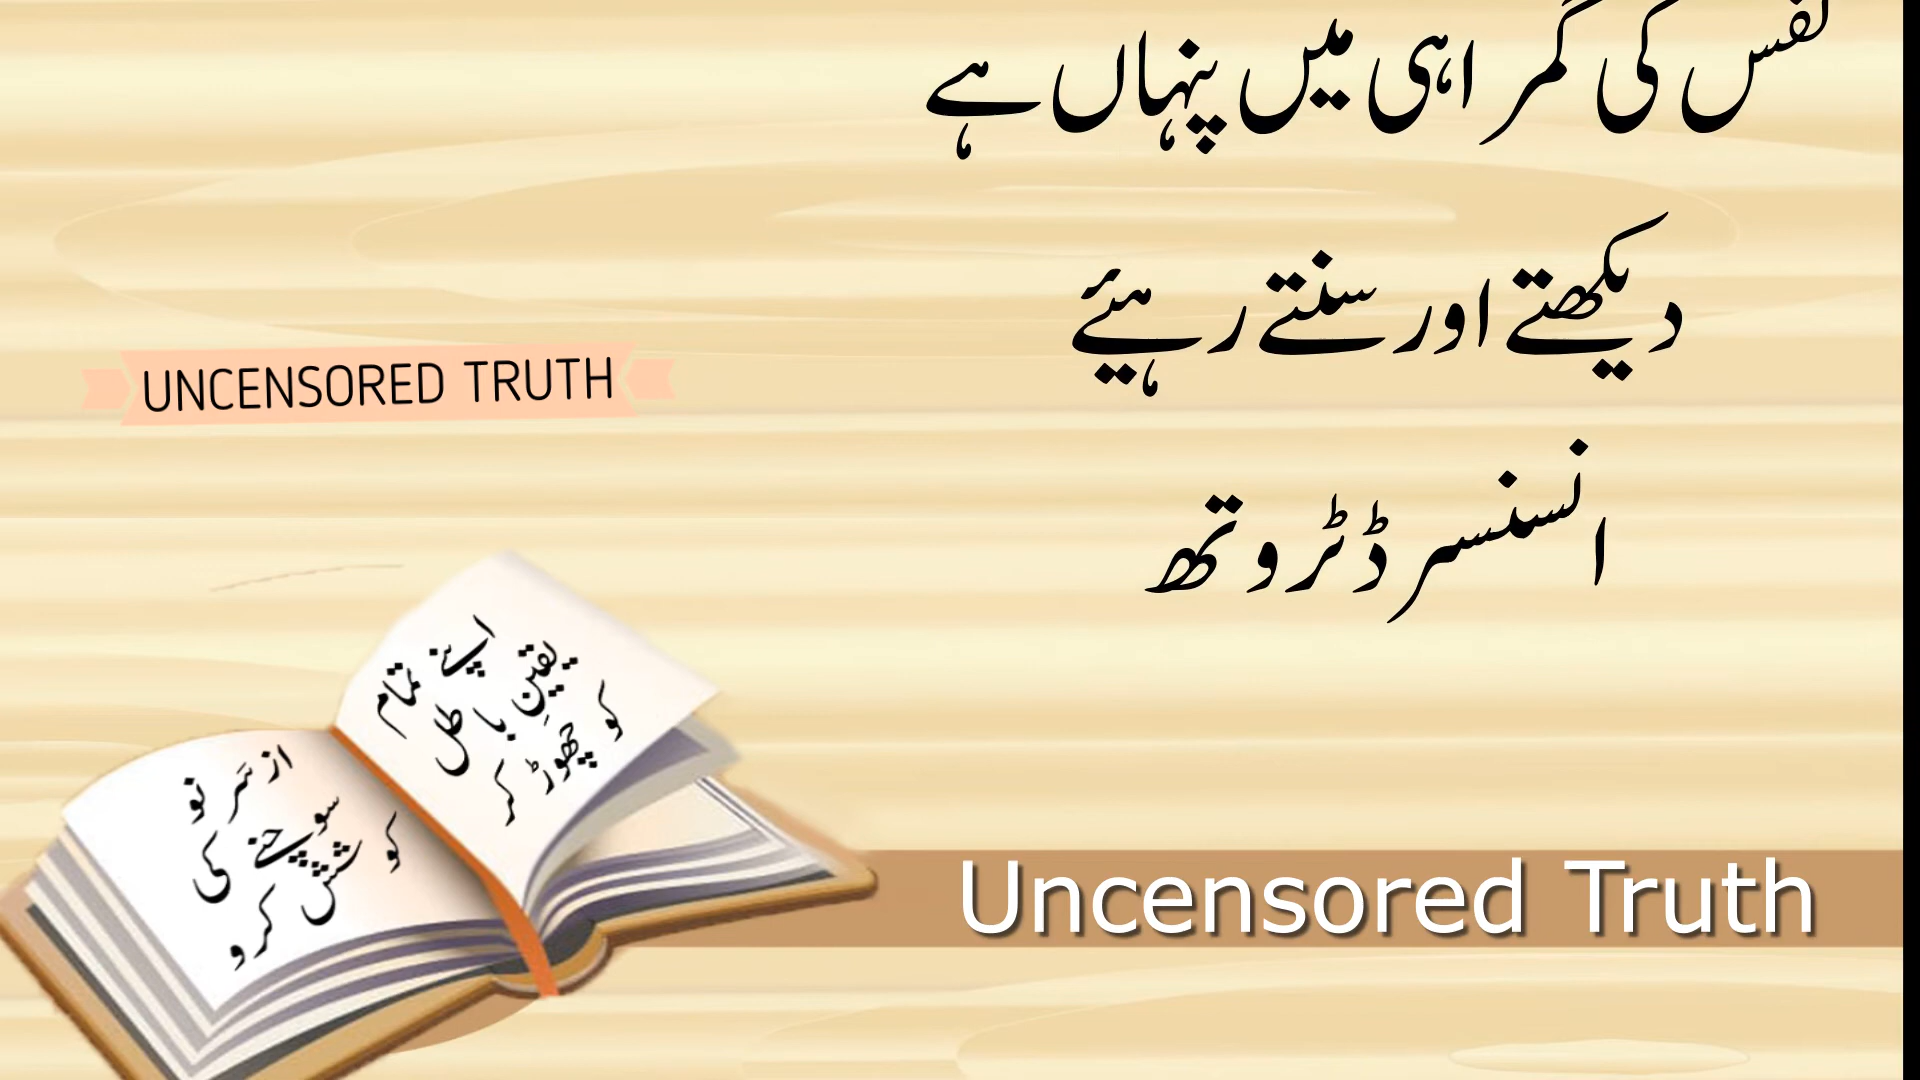 نفس کی گمراہی میں پنہاں ہے
دیکھتے اور سنتے رہیئے
انسنسرڈ ٹروتھ
UNCENSORED TRUTH
اپنے تمام
یقین باطل
کو چھوڑ کر
از سَر نو
سوچنے کی
کوشش کرو
Uncensored Truth